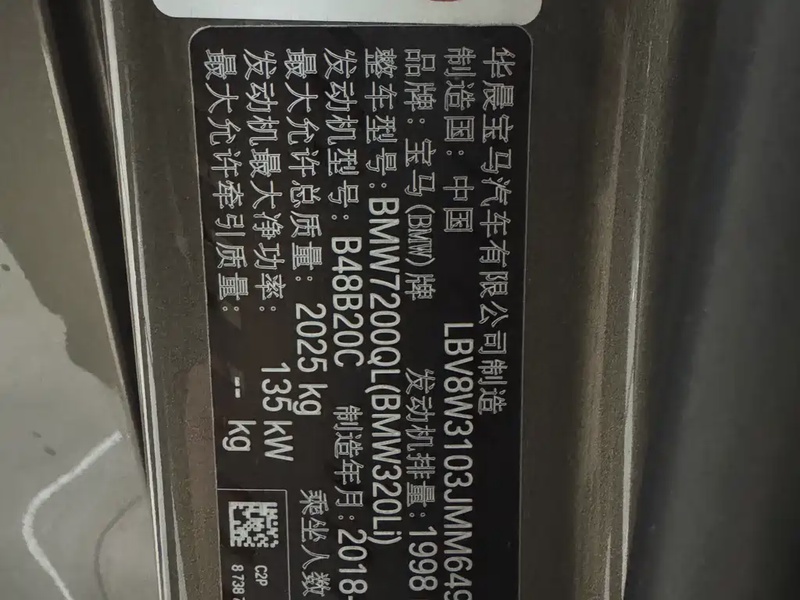 华晨宝马汽车有限公司制造
制造国：中国 LBV8W3103JMM649
品牌：宝马(BMW)牌 发动机排量：1998
整车型号：BMW7200QL(BMW320Li)
发动机型号：B48B20C 制造年月：2018-
最大允许总质量：2025 kg 乘坐人数
发动机最大净功率：135 kW
最大允许牵引质量：-- kg
C2P
8 738